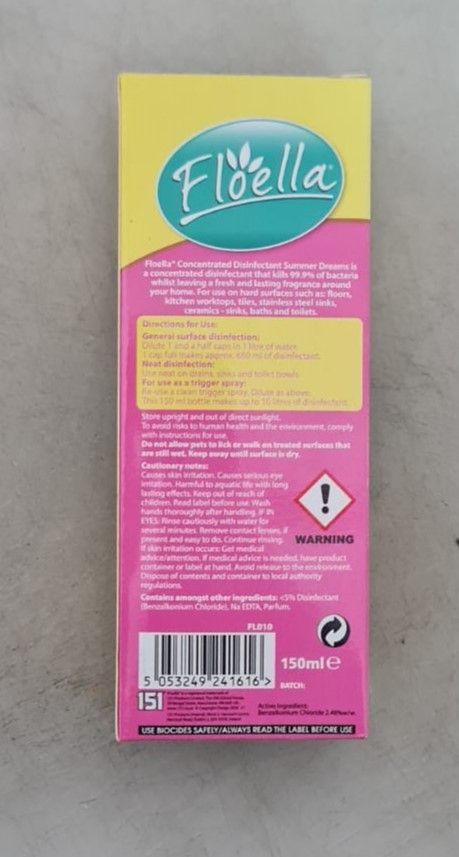 Floella
Floella® Concentrated Disinfectant Summer Dreams is
a concentrated disinfectant that kills 99.9% of bacteria
whilst leaving a fresh and lasting fragrance around
your home. For use on hard surfaces such as: floors,
kitchen worktops, tiles, stainless steel sinks,
ceramics - sinks, baths and toilets.
Directions for Use:
General surface disinfection:
Dilute 1 and a half caps in 1 litre of water.
1 cap full makes approx. 660 ml of disinfectant.
Neat disinfection:
Use neat on drains, sinks and toilet bowls.
For use as a trigger spray:
Re-use a clean trigger spray. Dilute as above.
This 150 ml bottle makes up to 10 litres of disinfectant.
Store upright and out of direct sunlight.
To avoid risks to human health and the environment, comply
with instructions for use.
Do not allow pets to lick or walk on treated surfaces that
are still wet. Keep away until surface is dry.
Cautionary notes:
Causes skin irritation. Causes serious eye
irritation. Harmful to aquatic life with long
lasting effects. Keep out of reach of
children. Read label before use. Wash
hands thoroughly after handling. IF IN
EYES: Rinse cautiously with water for
several minutes. Remove contact lenses, if
present and easy to do. Continue rinsing.
If skin irritation occurs: Get medical
advice/attention. If medical advice is needed, have product
container or label at hand. Avoid release to the environment.
Dispose of contents and container to local authority
regulations.
WARNING
Contains amongst other ingredients: <5% Disinfectant
(Benzalkonium Chloride), Na EDTA, Parfum.
FL010
5 053249 241616 >
150ml e
BATCH:
151
Active Ingredient:
Benzalkonium Chloride 2.48%w/w.
USE BIOCIDES SAFELY/ALWAYS READ THE LABEL BEFORE USE